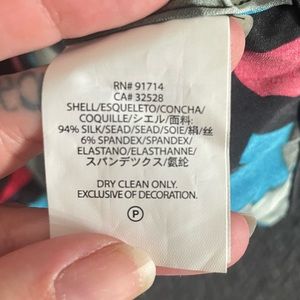 RN# 91714
CA# 32528
SHELL/ESQUELETO/CONCHA/
COQUILLE/シエル/面料:
94% SILK/SEAD/SEAD/SOIE/絹/丝
6% SPANDEX/SPANDEX/
ELASTANO/ELASTHANNE/
スパンデックス/氨纶
DRY CLEAN ONLY.
EXCLUSIVE OF DECORATION.
P